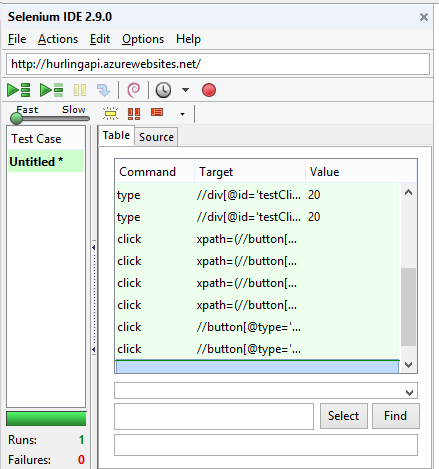 Selenium IDE 2.9.0
File Actions Edit Options Help
http://hurlingapi.azurewebsites.net/
Fast Slow
Test Case
Untitled *
Table Source
Command Target Value
type //div[@id='testCli... 20
type //div[@id='testCli... 20
click xpath=(//button[...
click xpath=(//button[...
click xpath=(//button[...
click xpath=(//button[...
click //button[@type='...
click //button[@type='...
Select Find
Runs: 1
Failures: 0